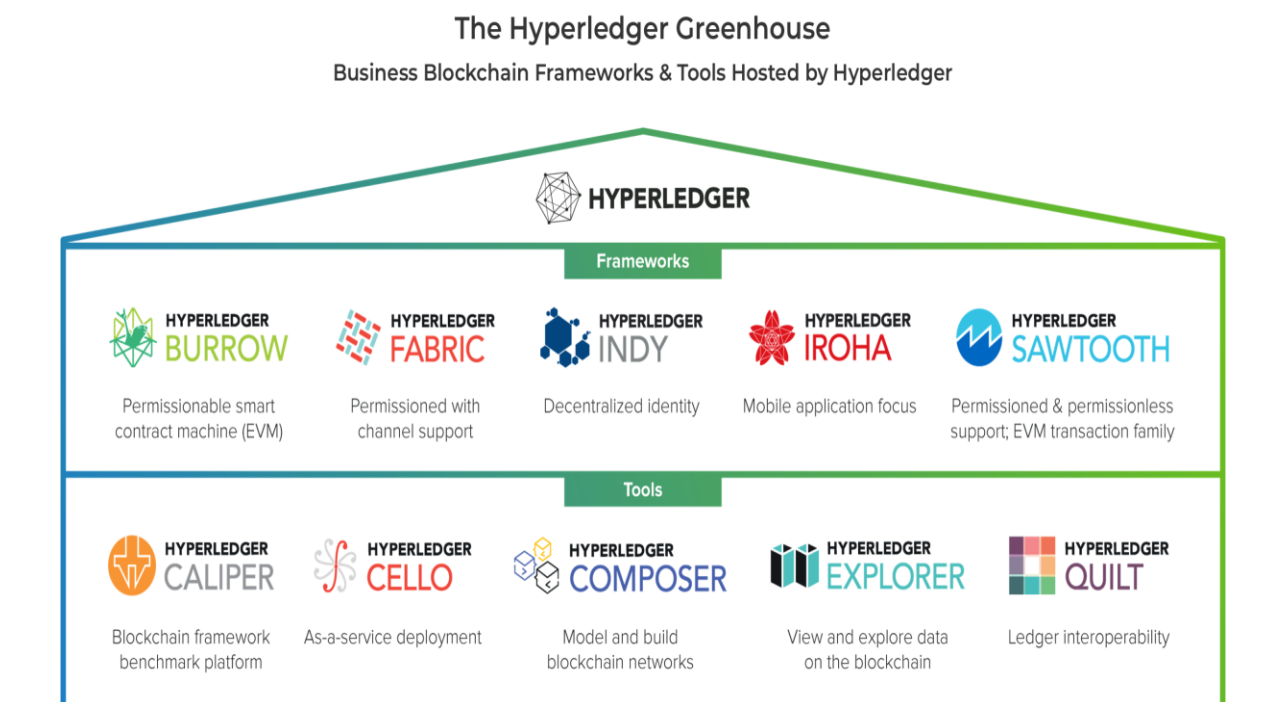 The Hyperledger Greenhouse
Business Blockchain Frameworks & Tools Hosted by Hyperledger
HYPERLEDGER
Frameworks
HYPERLEDGER
BURROW
Permissionable smart
contract machine (EVM)
HYPERLEDGER
FABRIC
Permissioned with
channel support
HYPERLEDGER
INDY
Decentralized identity
HYPERLEDGER
IROHA
Mobile application focus
HYPERLEDGER
SAWTOOTH
Permissioned & permissionless
support; EVM transaction family
Tools
HYPERLEDGER
CALIPER
Blockchain framework
benchmark platform
HYPERLEDGER
CELLO
As-a-service deployment
HYPERLEDGER
COMPOSER
Model and build
blockchain networks
HYPERLEDGER
EXPLORER
View and explore data
on the blockchain
HYPERLEDGER
QUILT
Ledger interoperability